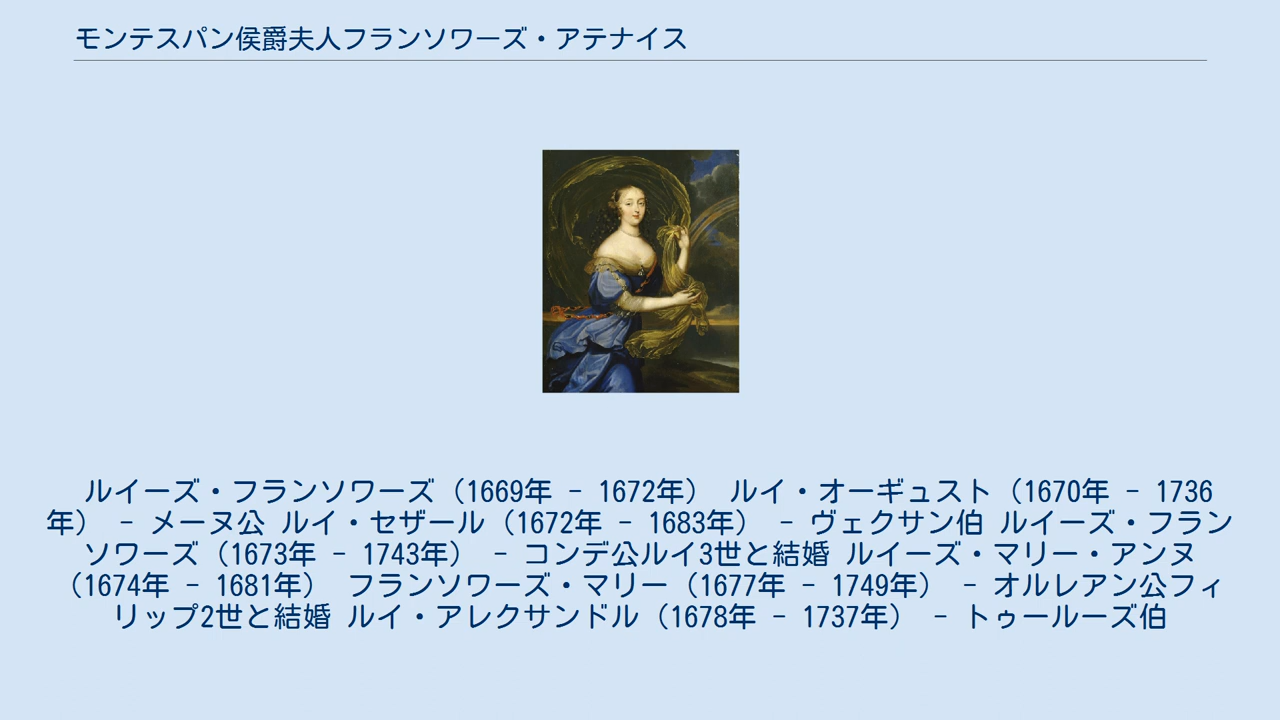 モンテスパン侯爵夫人フランソワーズ・アテナイス
ルイーズ・フランソワーズ（1669年 - 1672年） ルイ・オーギュスト（1670年 - 1736
年） - メーヌ公 ルイ・セザール（1672年 - 1683年） - ヴェクサン伯 ルイーズ・フラン
ソワーズ（1673年 - 1743年） - コンデ公ルイ3世と結婚 ルイーズ・マリー・アンヌ
（1674年 - 1681年） フランソワーズ・マリー（1677年 - 1749年） - オルレアン公フィ
リップ2世と結婚 ルイ・アレクサンドル（1678年 - 1737年） - トゥールーズ伯